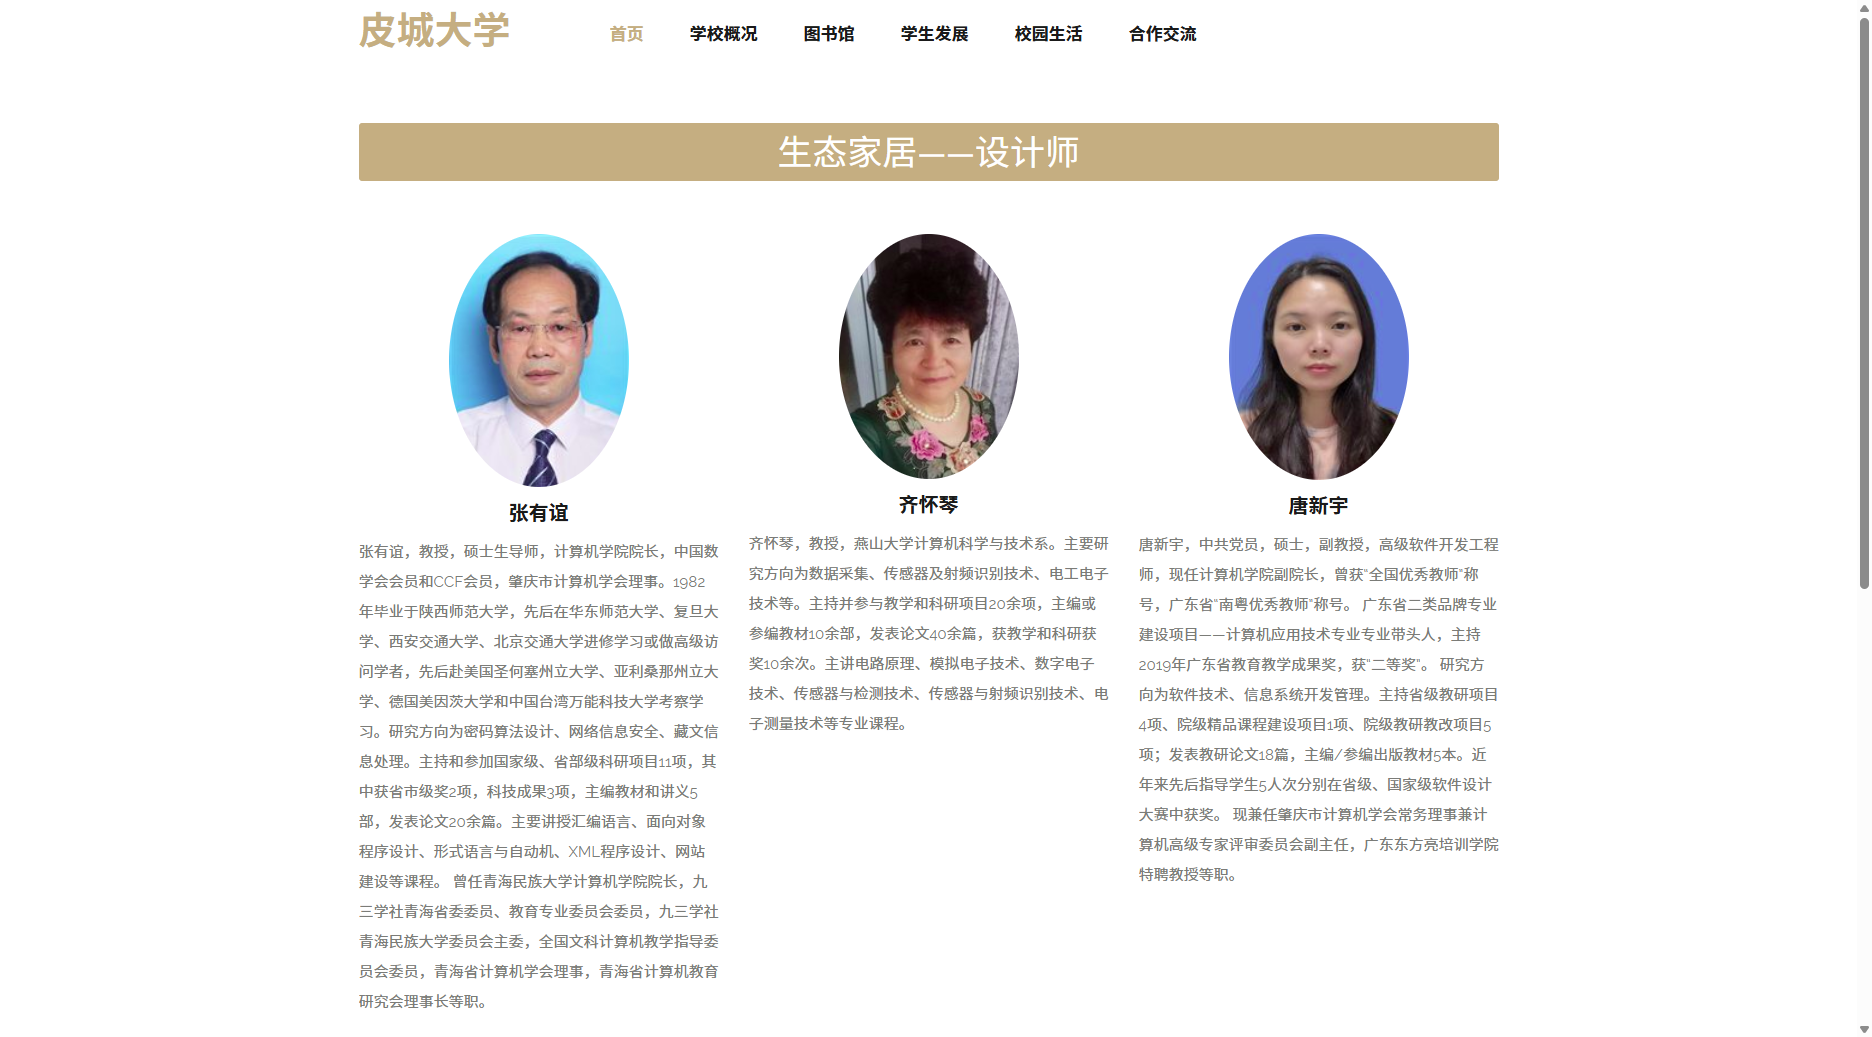 皮城大学
首页 学校概况 图书馆 学生发展 校园生活 合作交流
生态家居——设计师
张有谊
张有谊，教授，硕士生导师，计算机学院院长，中国数
学会会员和CCF会员，肇庆市计算机学会理事。1982
年毕业于陕西师范大学，先后在华东师范大学、复旦大
学、西安交通大学、北京交通大学进修学习或做高级访
问学者，先后赴美国圣何塞州立大学、亚利桑那州立大
学、德国美因茨大学和中国台湾万能科技大学考察学
习。研究方向为密码算法设计、网络信息安全、藏文信
息处理。主持和参加国家级、省部级科研项目11项，其
中获省市级奖2项，科技成果3项，主编教材和讲义5
部，发表论文20余篇。主要讲授汇编语言、面向对象
程序设计、形式语言与自动机、XML程序设计、网站
建设等课程。 曾任青海民族大学计算机学院院长，九
三学社青海省委委员、教育专业委员会委员，九三学社
青海民族大学委员会主委，全国文科计算机教学指导委
员会委员，青海省计算机学会理事，青海省计算机教育
研究会理事长等职。
齐怀琴
齐怀琴，教授，燕山大学计算机科学与技术系。主要研
究方向为数据采集、传感器及射频识别技术、电工电子
技术等。主持并参与教学和科研项目20余项，主编或
参编教材10余部，发表论文40余篇，获教学和科研获
奖10余次。主讲电路原理、模拟电子技术、数字电子
技术、传感器与检测技术、传感器与射频识别技术、电
子测量技术等专业课程。
唐新宇
唐新宇，中共党员，硕士，副教授，高级软件开发工程
师，现任计算机学院副院长，曾获“全国优秀教师”称
号，广东省“南粤优秀教师”称号。 广东省二类品牌专业
建设项目——计算机应用技术专业专业带头人，主持
2019年广东省教育教学成果奖，获“二等奖”。 研究方
向为软件技术、信息系统开发管理。主持省级教研项目
4项、院级精品课程建设项目1项、院级教研教改项目5
项；发表教研论文18篇，主编/参编出版教材5本。近
年来先后指导学生5人次分别在省级、国家级软件设计
大赛中获奖。 现兼任肇庆市计算机学会常务理事兼计
算机高级专家评审委员会副主任，广东东方亮培训学院
特聘教授等职。